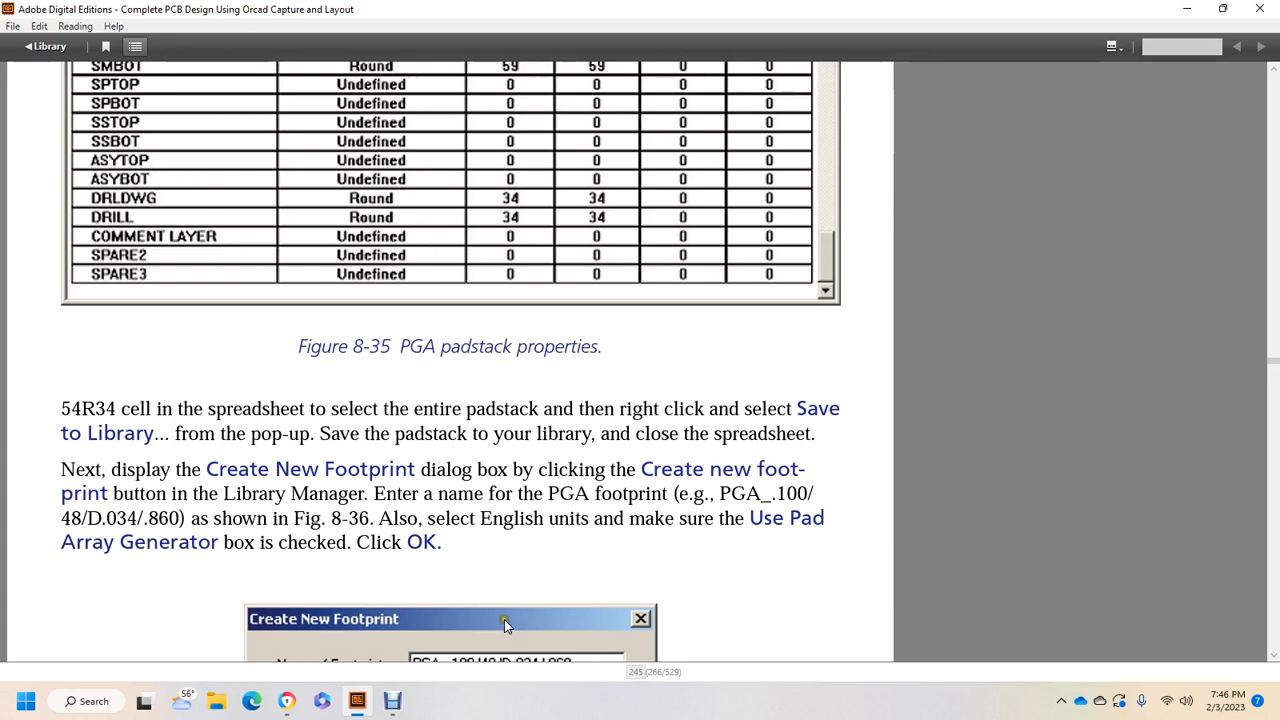 Adobe Digital Editions - Complete PCB Design Using Orcad Capture and Layout
File Edit Reading Help
Library
SMBOT Round 59 59 0 0
SPTOP Undefined 0 0 0 0
SPBOT Undefined 0 0 0 0
SSTOP Undefined 0 0 0 0
SSBOT Undefined 0 0 0 0
ASYTOP Undefined 0 0 0 0
ASYBOT Undefined 0 0 0 0
DRLDWG Round 34 34 0 0
DRILL Round 34 34 0 0
COMMENT LAYER Undefined 0 0 0 0
SPARE2 Undefined 0 0 0 0
SPARE3 Undefined 0 0 0 0
Figure 8-35 PGA padstack properties.
54R34 cell in the spreadsheet to select the entire padstack and then right click and select Save
to Library... from the pop-up. Save the padstack to your library, and close the spreadsheet.
Next, display the Create New Footprint dialog box by clicking the Create new foot-
print button in the Library Manager. Enter a name for the PGA footprint (e.g., PGA_.100/
48/D.034/.860) as shown in Fig. 8-36. Also, select English units and make sure the Use Pad
Array Generator box is checked. Click OK.
Create New Footprint
245 (266/529)
56°
Search
7:46 PM
2/3/2023
7